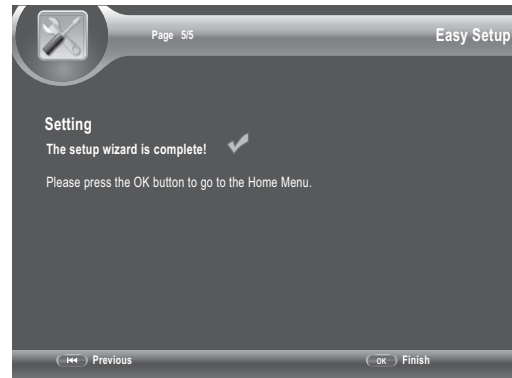 Page 5/5
Easy Setup
Setting
The setup wizard is complete!
Please press the OK button to go to the Home Menu.
Previous
OK Finish